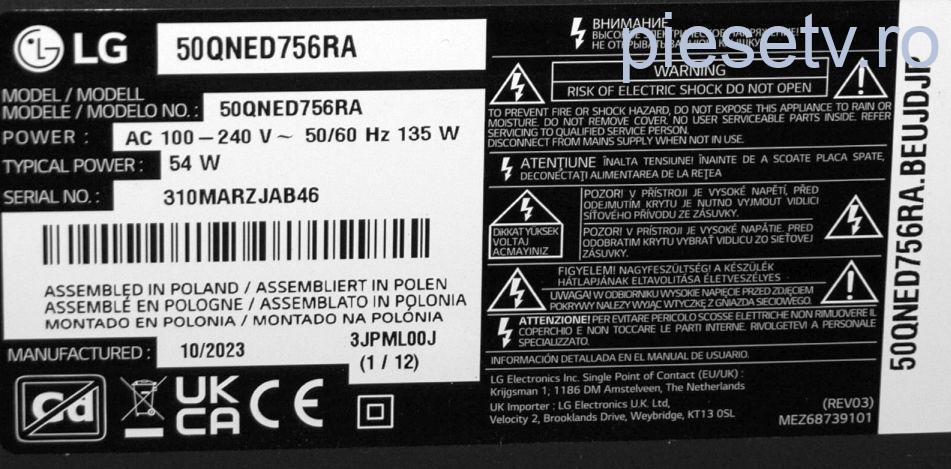 LG
50QNED756RA
MODEL / MODELL
MODELE / MODELO NO. :
50QNED756RA
POWER :
AC 100 – 240 V ~ 50/60 Hz 135 W
TYPICAL POWER :
54 W
SERIAL NO. :
310MARZJAB46
ASSEMBLED IN POLAND / ASSEMBLIERT IN POLEN
ASSEMBLÉ EN POLOGNE / ASSEMBLATO IN POLONIA
MONTADO EN POLONIA / MONTADO NA POLÓNIA
MANUFACTURED :
10/2023
3JPML00J
(1 / 12)
Cd
UK
CA
CE
ВНИМАНИЕ
ВЫСОКОЕ ЭЛЕКТРИЧЕСКОЕ НАПРЯЖЕНИЕ!
НЕ ОТКРЫВАТЬ ЗАДНЮЮ КРЫШКУ!
piesetv.ro
WARNING
RISK OF ELECTRIC SHOCK DO NOT OPEN
TO PREVENT FIRE OR SHOCK HAZARD, DO NOT EXPOSE THIS APPLIANCE TO RAIN OR
MOISTURE. DO NOT REMOVE COVER. NO USER SERVICEABLE PARTS INSIDE. REFER
SERVICING TO QUALIFIED SERVICE PERSON.
DISCONNECT FROM MAINS SUPPLY WHEN NOT IN USE.
ATENȚIUNE ÎNALTA TENSIUNE! ÎNAINTE DE A SCOATE PLACA SPATE,
DECONECTAȚI ALIMENTAREA DE LA REȚEA
DİKKAT YÜKSEK
VOLTAJ
AÇMAYINIZ
POZOR! V PŘÍSTROJI JE VYSOKÉ NAPĚTÍ, PŘED
ODEJMUTÍM KRYTU JE NUTNO VYJMOUT VIDLICI
SÍŤOVÉHO PŘÍVODU ZE ZÁSUVKY.
POZOR! V PRÍSTROJI JE VYSOKÉ NAPÄTIE. PRED
ODOBRATIM KRYTU VYBRAŤ VIDLICU ZO SIEŤOVEJ
ZÁSUVKY.
FIGYELEM! NAGYFESZÜLTSÉG! A KÉSZÜLÉK
HÁTLAPJÁNAK ELTAVOLÍTÁSA ÉLETVESZÉLYES
UWAGA! W ODBIORNIKU WYSOKIE NAPIĘCIE PRZED ZDJĘCIEM
POKRYWY NALEŻY WYJĄĆ WTYCZKĘ Z GNIAZDA SIECIOWEGO.
ATTENZIONE! PER EVITARE PERICOLO SCOSSE ELETTRICHE NON RIMUOVERE IL
COPERCHIO E NON TOCCARE LE PARTI INTERNE. RIVOLGETEVI A PERSONALE
SPECIALIZZATO.
INFORMACIÓN DETALLADA EN EL MANUAL DE USUARIO.
LG Electronics Inc. Single Point of Contact (EU/UK) :
Krijgsman 1, 1186 DM Amstelveen, The Netherlands
UK Importer : LG Electronics U.K. Ltd,
Velocity 2, Brooklands Drive, Weybridge, KT13 0SL
(REV03)
MEZ68739101
50QNED756RA.BEUJDJP